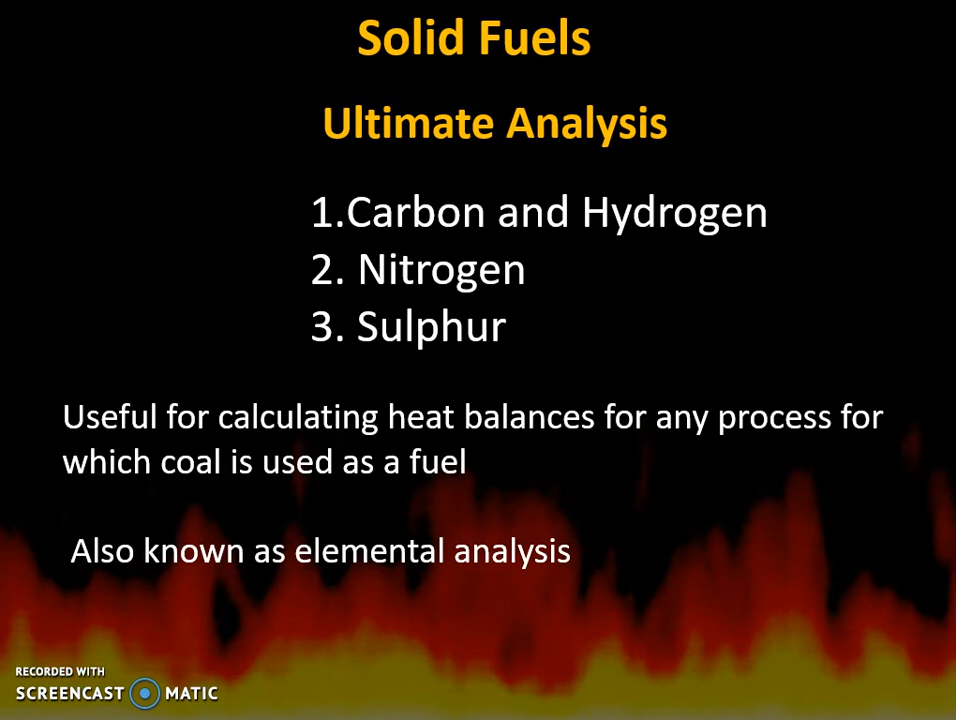 Solid Fuels
Ultimate Analysis
1.Carbon and Hydrogen
2. Nitrogen
3. Sulphur
Useful for calculating heat balances for any process for
which coal is used as a fuel
Also known as elemental analysis
RECORDED WITH
SCREENCAST MATIC